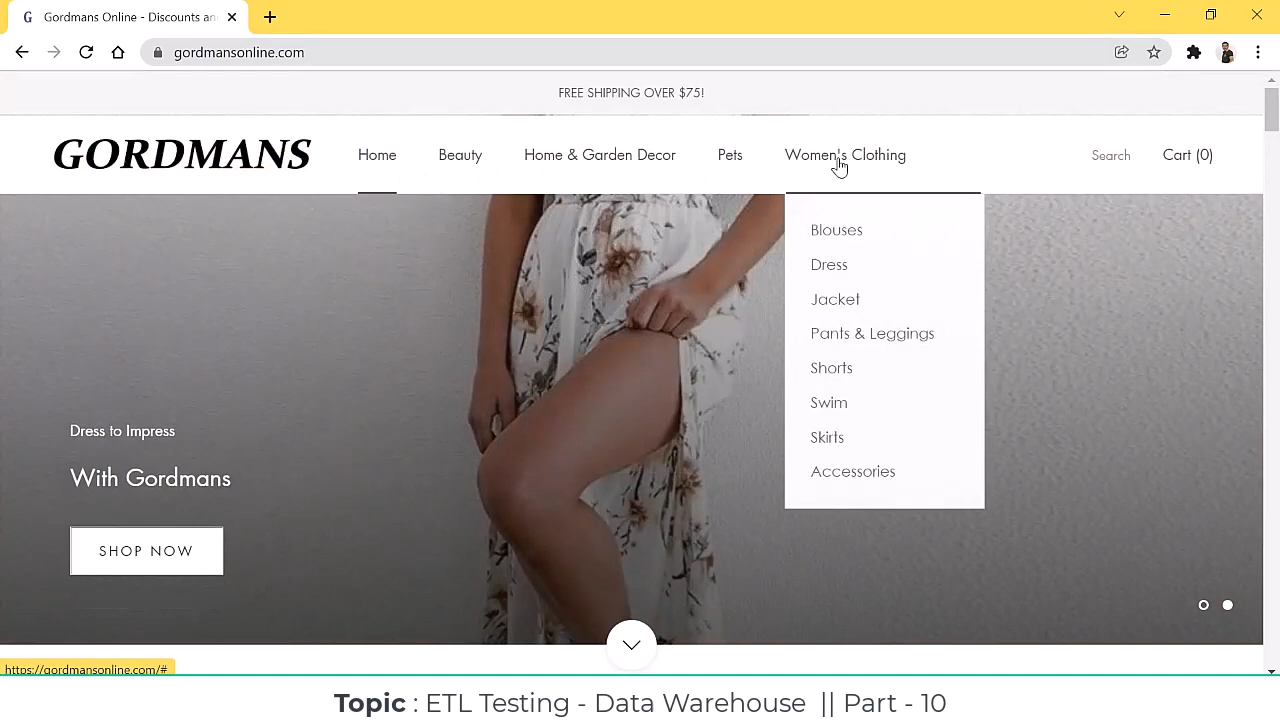 G Gordmans Online - Discounts an
gordmansonline.com
FREE SHIPPING OVER $75!
GORDMANS
Home
Beauty
Home & Garden Decor
Pets
Women's Clothing
Search
Cart (0)
Blouses
Dress
Jacket
Pants & Leggings
Shorts
Swim
Skirts
Accessories
Dress to Impress
With Gordmans
SHOP NOW
https://gordmansonline.com/#
Topic : ETL Testing - Data Warehouse || Part - 10